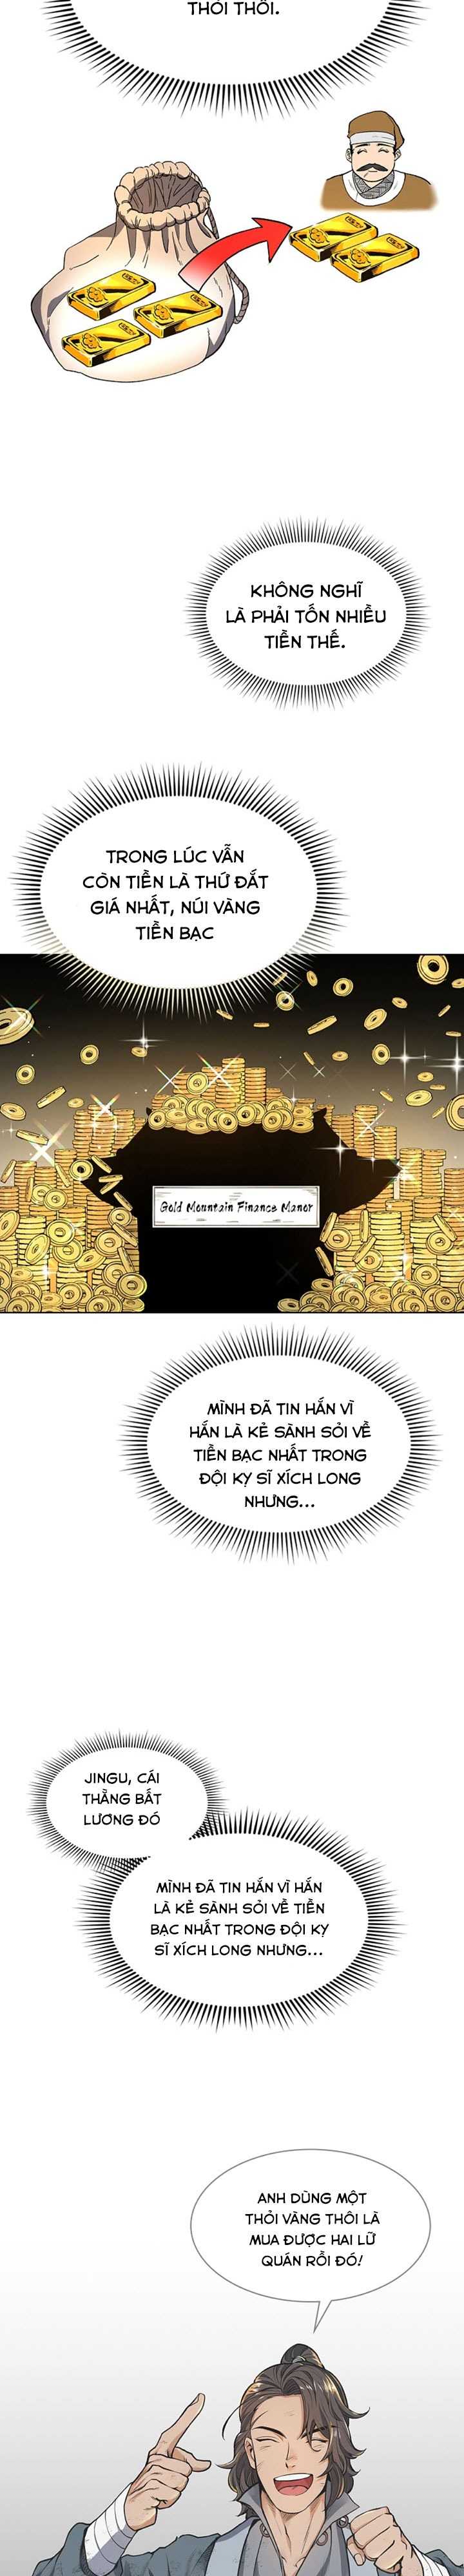 THỎI THÔI.
KHÔNG NGHĨ
LÀ PHẢI TỐN NHIỀU
TIỀN THẾ.
TRONG LÚC VẪN
CÒN TIỀN LÀ THỨ ĐẮT
GIÁ NHẤT, NÚI VÀNG
TIỀN BẠC
Gold Mountain Finance Manor
MÌNH ĐÃ TIN HẮN VÌ
HẮN LÀ KẺ SÀNH SỎI VỀ
TIỀN BẠC NHẤT TRONG
ĐỘI KỴ SĨ XÍCH LONG
NHƯNG...
JINGU, CÁI
THẰNG BẤT
LƯƠNG ĐÓ
MÌNH ĐÃ TIN HẮN VÌ HẮN
LÀ KẺ SÀNH SỎI VỀ TIỀN
BẠC NHẤT TRONG ĐỘI KỴ
SĨ XÍCH LONG NHƯNG...
ANH DÙNG MỘT
THỎI VÀNG THÔI LÀ
MUA ĐƯỢC HAI LỮ
QUÁN RỒI ĐÓ!